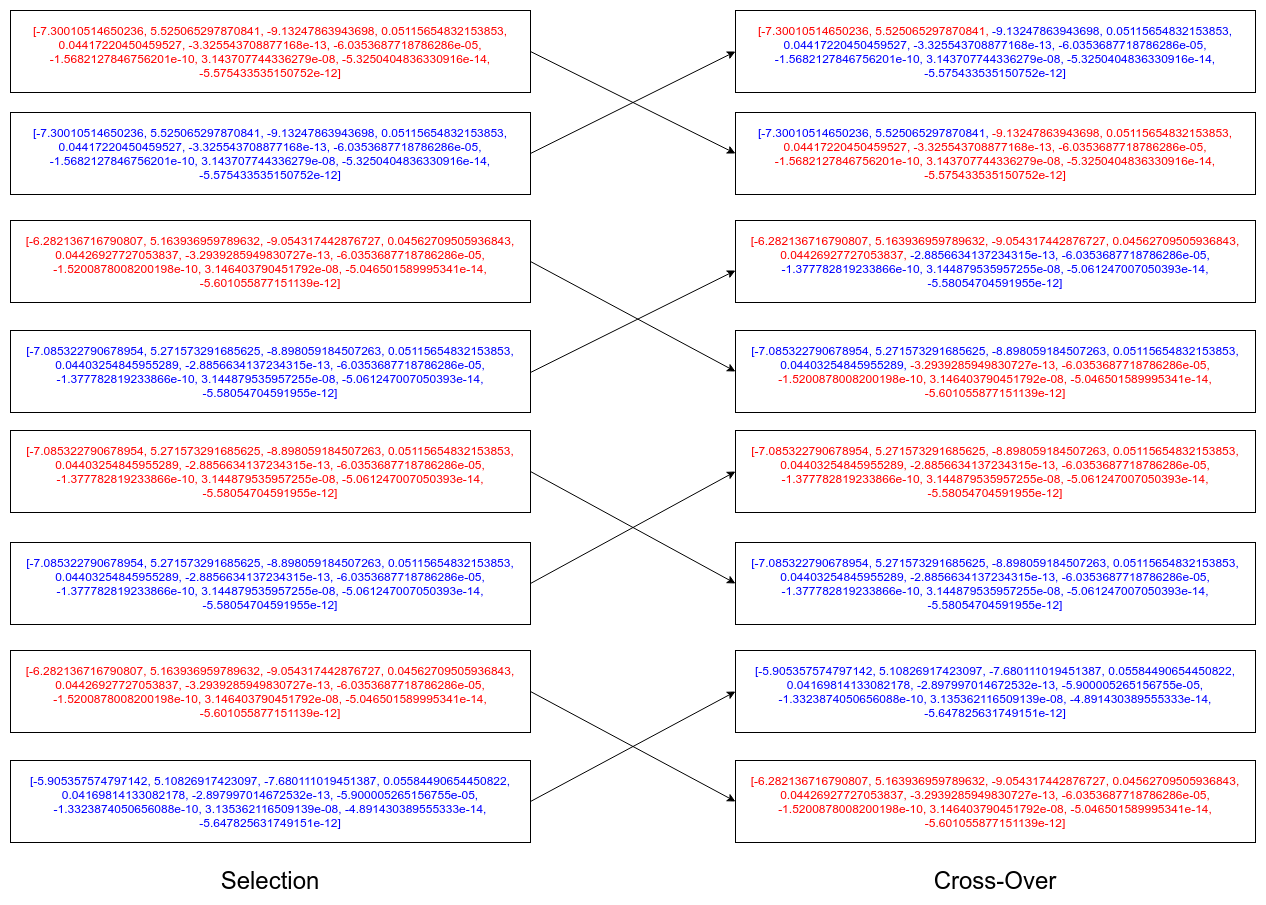 [-7.30010514650236, 5.525065297870841, -9.13247863943698, 0.05115654832153853,
0.04417220450459527, -3.325543708877168e-13, -6.0353687718786286e-05,
-1.5682127846756201e-10, 3.143707744336279e-08, -5.3250404836330916e-14,
-5.575433535150752e-12]
[-7.30010514650236, 5.525065297870841, -9.13247863943698, 0.05115654832153853,
0.04417220450459527, -3.325543708877168e-13, -6.0353687718786286e-05,
-1.5682127846756201e-10, 3.143707744336279e-08, -5.3250404836330916e-14,
-5.575433535150752e-12]
[-6.282136716790807, 5.163936959789632, -9.054317442876727, 0.04562709505936843,
0.04426927727053837, -3.2939285949830727e-13, -6.0353687718786286e-05,
-1.5200878008200198e-10, 3.146403790451792e-08, -5.046501589995341e-14,
-5.601055877151139e-12]
[-7.085322790678954, 5.271573291685625, -8.898059184507263, 0.05115654832153853,
0.04403254845955289, -2.8856634137234315e-13, -6.0353687718786286e-05,
-1.377782819233866e-10, 3.144879535957255e-08, -5.061247007050393e-14,
-5.58054704591955e-12]
[-7.085322790678954, 5.271573291685625, -8.898059184507263, 0.05115654832153853,
0.04403254845955289, -2.8856634137234315e-13, -6.0353687718786286e-05,
-1.377782819233866e-10, 3.144879535957255e-08, -5.061247007050393e-14,
-5.58054704591955e-12]
[-7.085322790678954, 5.271573291685625, -8.898059184507263, 0.05115654832153853,
0.04403254845955289, -2.8856634137234315e-13, -6.0353687718786286e-05,
-1.377782819233866e-10, 3.144879535957255e-08, -5.061247007050393e-14,
-5.58054704591955e-12]
[-6.282136716790807, 5.163936959789632, -9.054317442876727, 0.04562709505936843,
0.04426927727053837, -3.2939285949830727e-13, -6.0353687718786286e-05,
-1.5200878008200198e-10, 3.146403790451792e-08, -5.046501589995341e-14,
-5.601055877151139e-12]
[-5.905357574797142, 5.10826917423097, -7.680111019451387, 0.05584490654450822,
0.04169814133082178, -2.897997014672532e-13, -5.900005265156755e-05,
-1.3323874050656088e-10, 3.135362116509139e-08, -4.891430389555333e-14,
-5.647825631749151e-12]
Selection
[-7.30010514650236, 5.525065297870841, -9.13247863943698, 0.05115654832153853,
0.04417220450459527, -3.325543708877168e-13, -6.0353687718786286e-05,
-1.5682127846756201e-10, 3.143707744336279e-08, -5.3250404836330916e-14,
-5.575433535150752e-12]
[-7.30010514650236, 5.525065297870841, -9.13247863943698, 0.05115654832153853,
0.04417220450459527, -3.325543708877168e-13, -6.0353687718786286e-05,
-1.5682127846756201e-10, 3.143707744336279e-08, -5.3250404836330916e-14,
-5.575433535150752e-12]
[-6.282136716790807, 5.163936959789632, -9.054317442876727, 0.04562709505936843,
0.04426927727053837, -2.8856634137234315e-13, -6.0353687718786286e-05,
-1.377782819233866e-10, 3.144879535957255e-08, -5.061247007050393e-14,
-5.58054704591955e-12]
[-7.085322790678954, 5.271573291685625, -8.898059184507263, 0.05115654832153853,
0.04403254845955289, -3.2939285949830727e-13, -6.0353687718786286e-05,
-1.5200878008200198e-10, 3.146403790451792e-08, -5.046501589995341e-14,
-5.601055877151139e-12]
[-7.085322790678954, 5.271573291685625, -8.898059184507263, 0.05115654832153853,
0.04403254845955289, -2.8856634137234315e-13, -6.0353687718786286e-05,
-1.377782819233866e-10, 3.144879535957255e-08, -5.061247007050393e-14,
-5.58054704591955e-12]
[-7.085322790678954, 5.271573291685625, -8.898059184507263, 0.05115654832153853,
0.04403254845955289, -2.8856634137234315e-13, -6.0353687718786286e-05,
-1.377782819233866e-10, 3.144879535957255e-08, -5.061247007050393e-14,
-5.58054704591955e-12]
[-5.905357574797142, 5.10826917423097, -7.680111019451387, 0.05584490654450822,
0.04169814133082178, -2.897997014672532e-13, -5.900005265156755e-05,
-1.3323874050656088e-10, 3.135362116509139e-08, -4.891430389555333e-14,
-5.647825631749151e-12]
[-6.282136716790807, 5.163936959789632, -9.054317442876727, 0.04562709505936843,
0.04426927727053837, -3.2939285949830727e-13, -6.0353687718786286e-05,
-1.5200878008200198e-10, 3.146403790451792e-08, -5.046501589995341e-14,
-5.601055877151139e-12]
Cross-Over